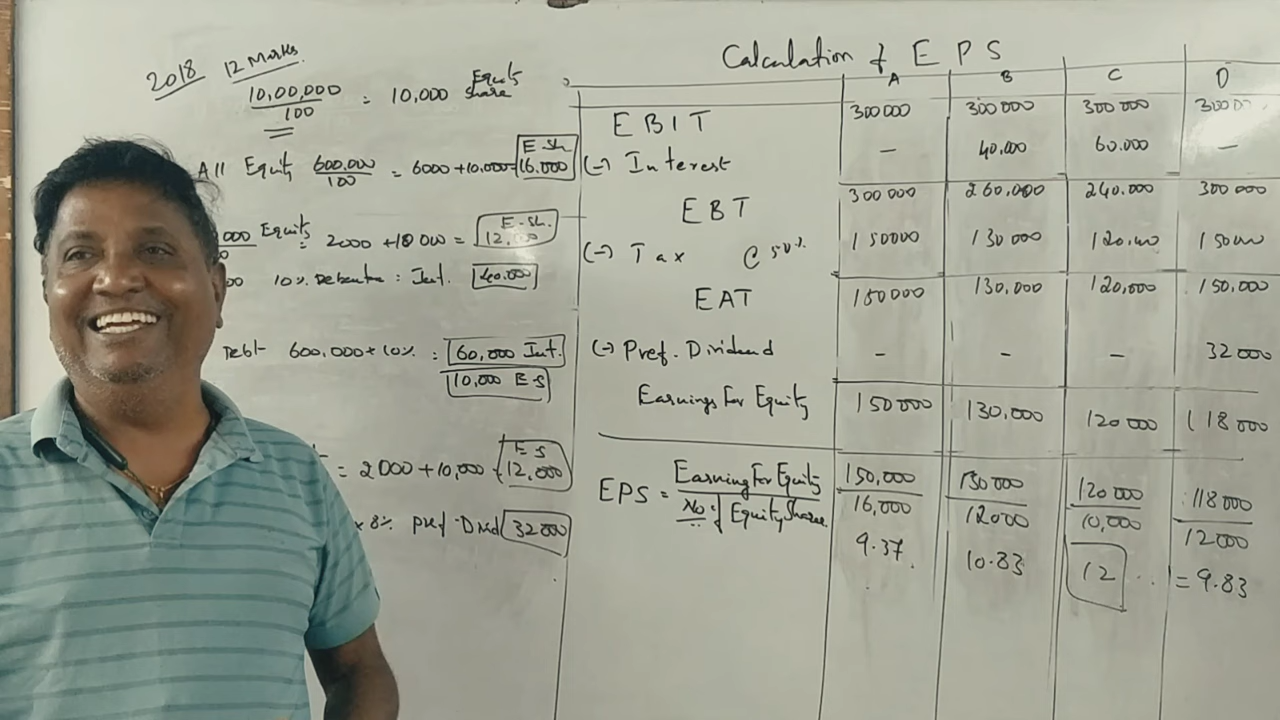 2018 12 Marks
10,00,000 / 100 = 10,000 Equity Share
All Equity 600.000 / 100 = 6000 + 10,000 = E.Sh. 16.000
000 Equity = 2000 + 10000 = E.Sh. 12,000
00 10% Debenture : Int. 40.000
Debt 600.000 + 10% = 60,000 Int.
10,000 E-S
= 2000 + 10,000 = E S 12,000
x 8% Pref. Divd 32000
Calculation of E P S
A B C D
EBIT 300000 300000 300000 30000
(-) Interest - 40.000 60.000 -
EBT 300000 260.000 240.000 300000
(-) Tax @ 50% 150000 130000 120.000 150000
EAT 150000 130.000 120,000 150,000
(-) Pref. Dividend - - - 32000
Earnings For Equity 150000 130,000 120000 118000
EPS = Earning For Equity / No of Equity Share 150,000 / 16,000 130000 / 12000 120000 / 10,000 118000 / 12000
9.37. 10.83 12 .. = 9.83